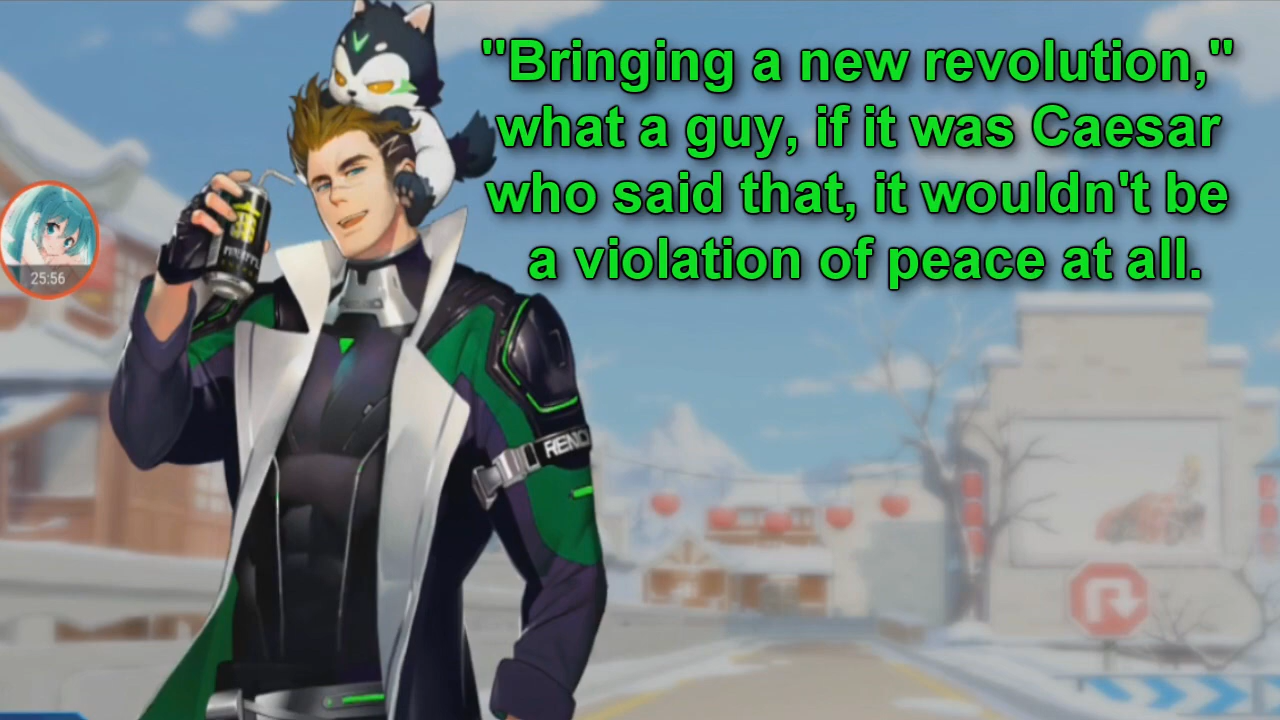 "Bringing a new revolution,"
what a guy, if it was Caesar
who said that, it wouldn't be
a violation of peace at all.
25:56